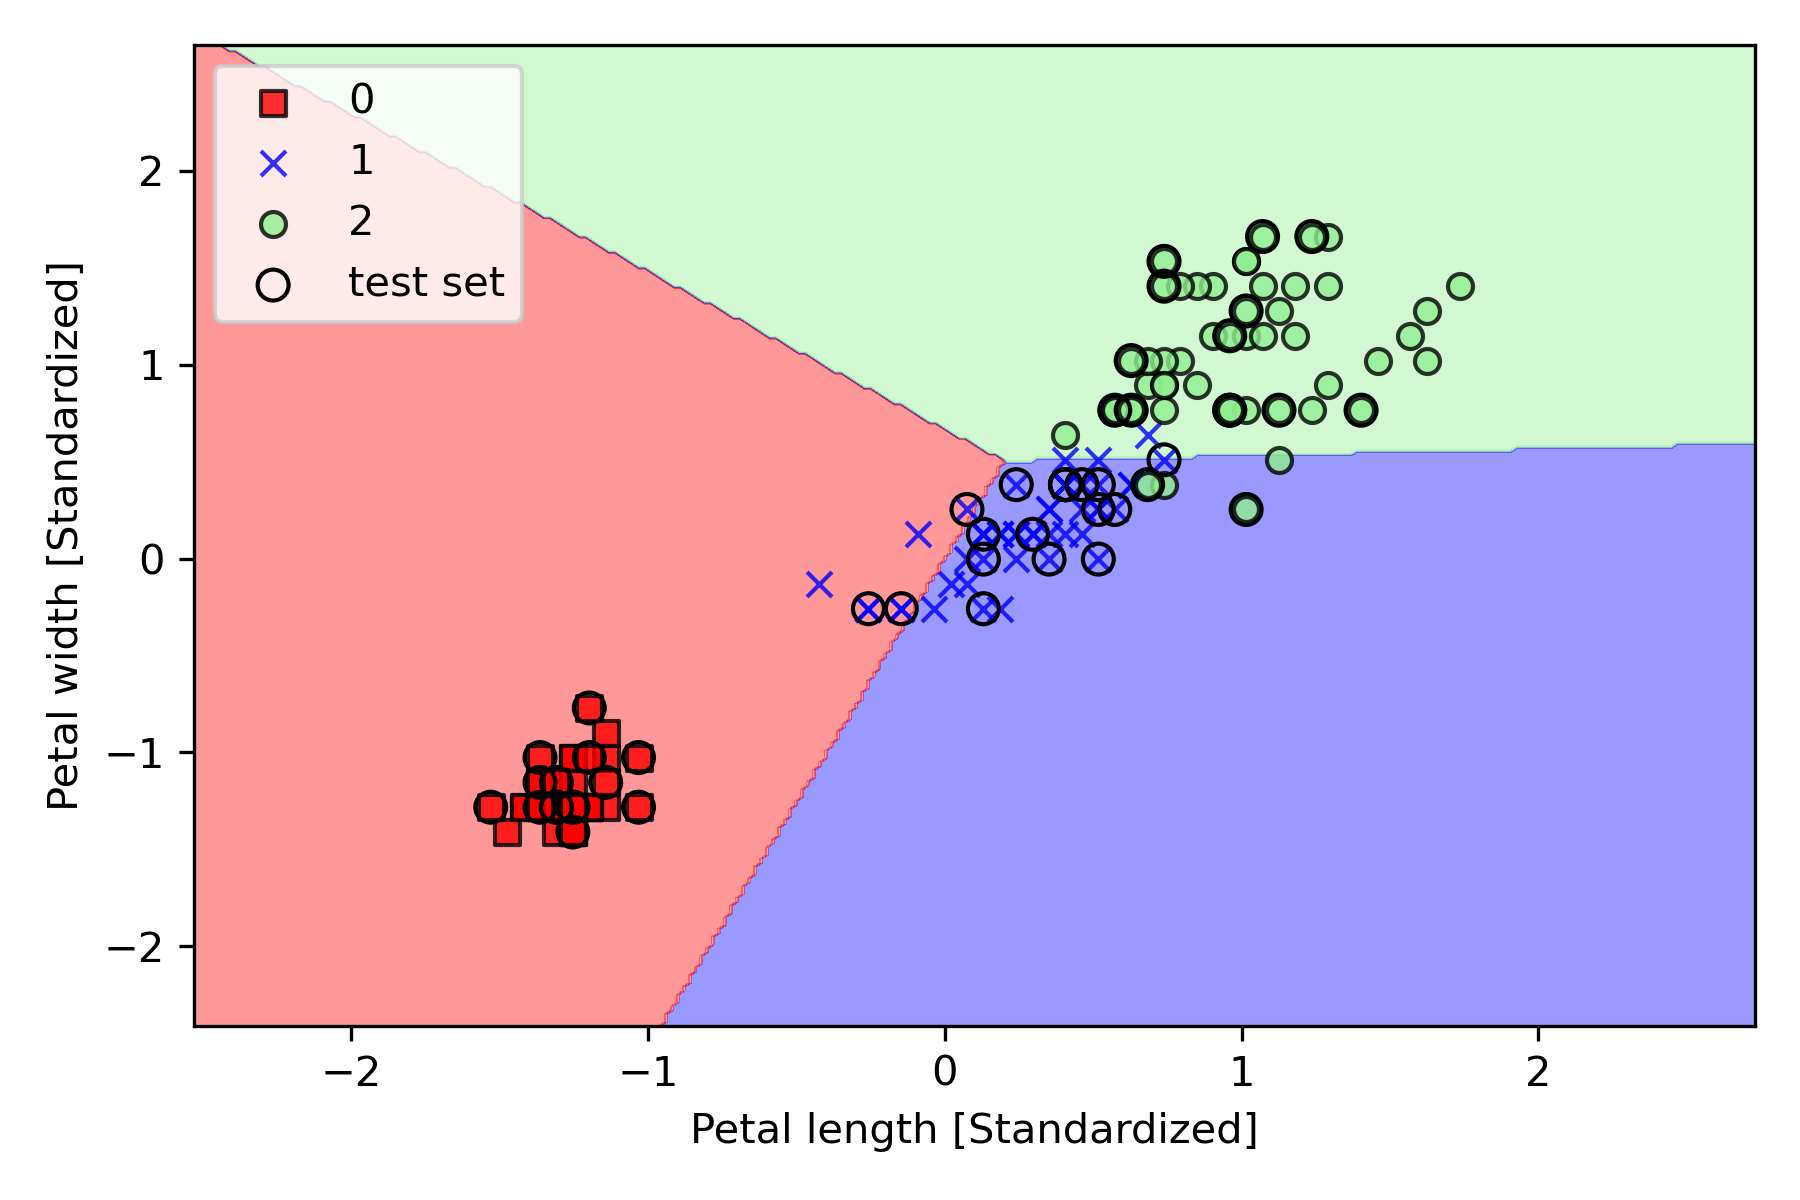 0
1
2
test set
2
1
0
−1
−2
Petal width [Standardized]
−2 −1 0 1 2
Petal length [Standardized]